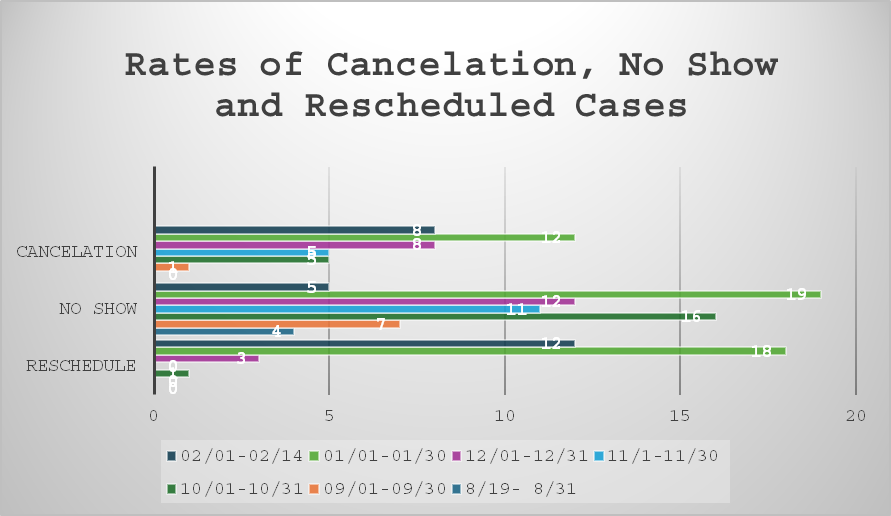 Rates of Cancelation, No Show
and Rescheduled Cases
8
12
CANCELATION
8
5
5
1
0
5
19
NO SHOW
12
11
16
7
4
12
18
RESCHEDULE
3
0
1
0
0
0 5 10 15 20
02/01-02/14 01/01-01/30 12/01-12/31 11/1-11/30
10/01-10/31 09/01-09/30 8/19- 8/31